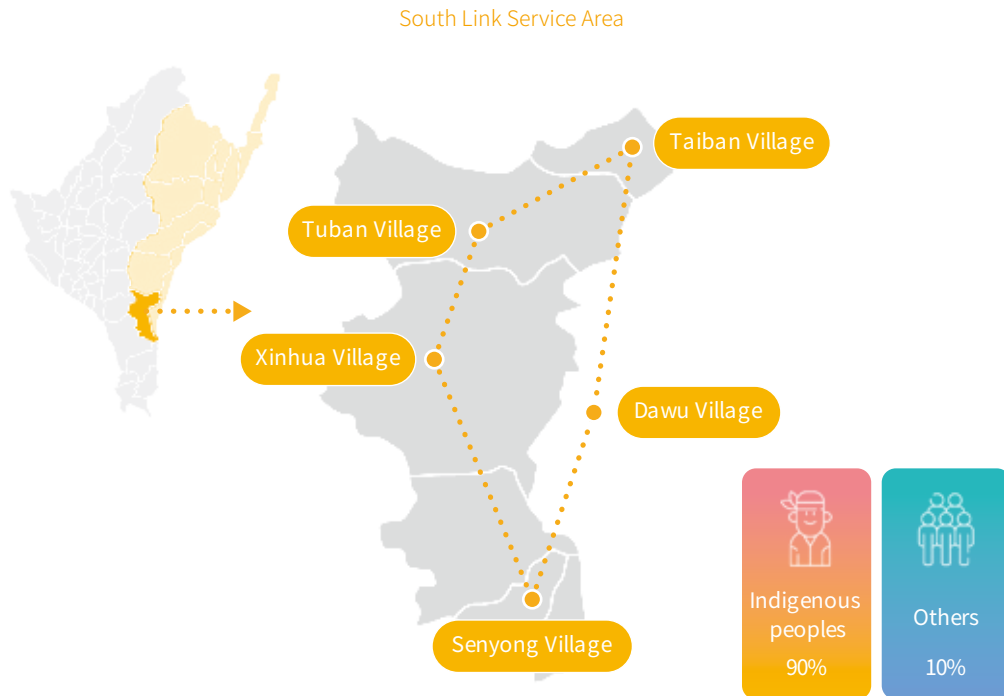 South Link Service Area
Taiban Village
Tuban Village
Xinhua Village
Dawu Village
Senyong Village
Indigenous
peoples
90%
Others
10%